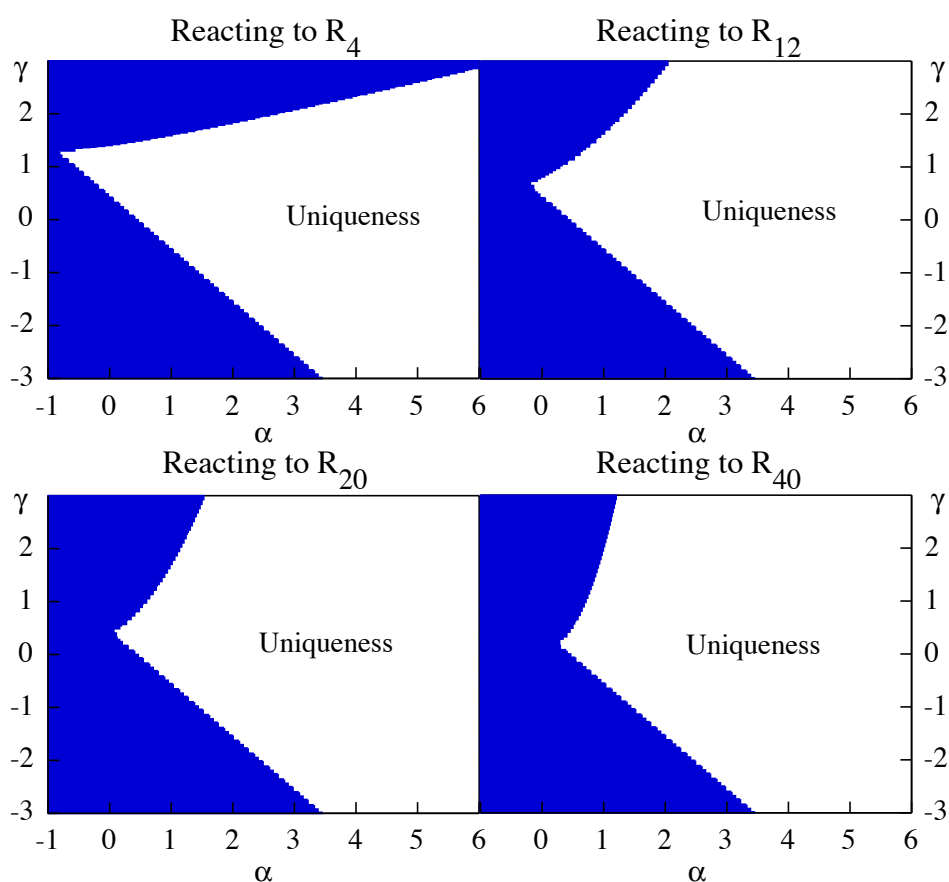 Reacting to R4
Reacting to R12
γ
2
1
0
-1
-2
-3
Uniqueness
-1 0 1 2 3 4 5 6
α
Uniqueness
γ
2
1
0
-1
-2
-3
0 1 2 3 4 5 6
α
Reacting to R20
Reacting to R40
γ
2
1
0
-1
-2
-3
Uniqueness
-1 0 1 2 3 4 5 6
α
Uniqueness
γ
2
1
0
-1
-2
-3
0 1 2 3 4 5 6
α